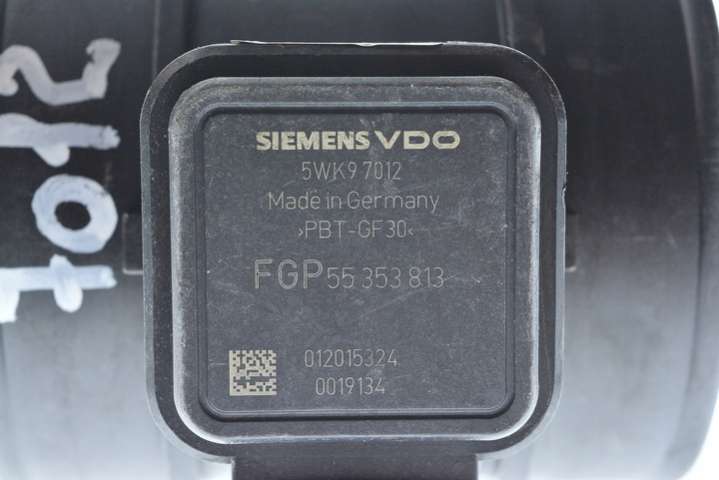 SIEMENS VDO
5WK9 7012
Made in Germany
›PBT-GF30‹
FGP 55 353 813
012015324
0019134